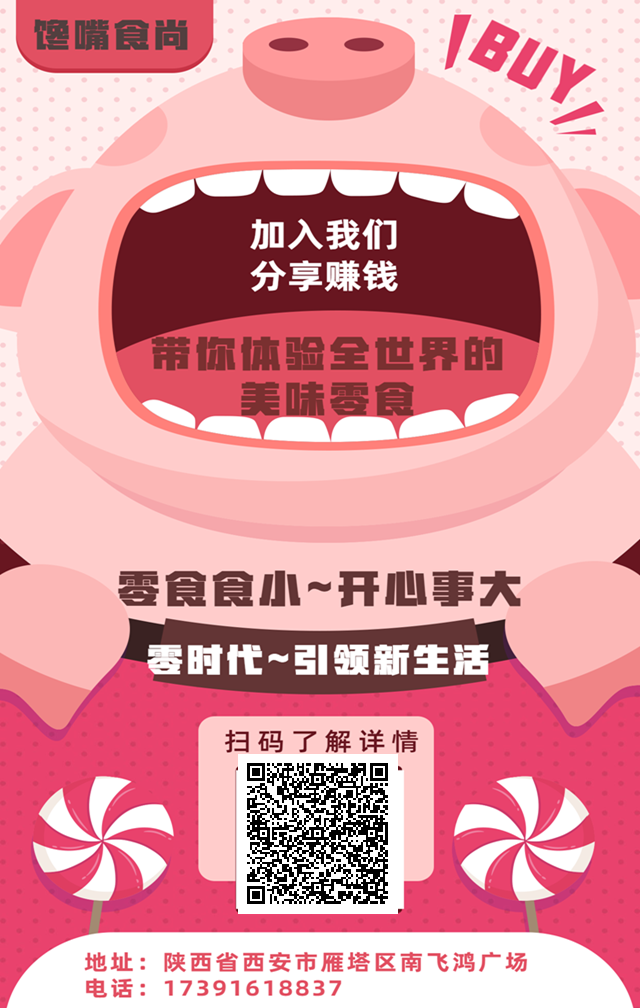 馋嘴食尚
BUY
加入我们
分享赚钱
带你体验全世界的
美味零食
零食食小~开心事大
零时代~引领新生活
扫码了解详情
地址：陕西省西安市雁塔区南飞鸿广场
电话：17391618837